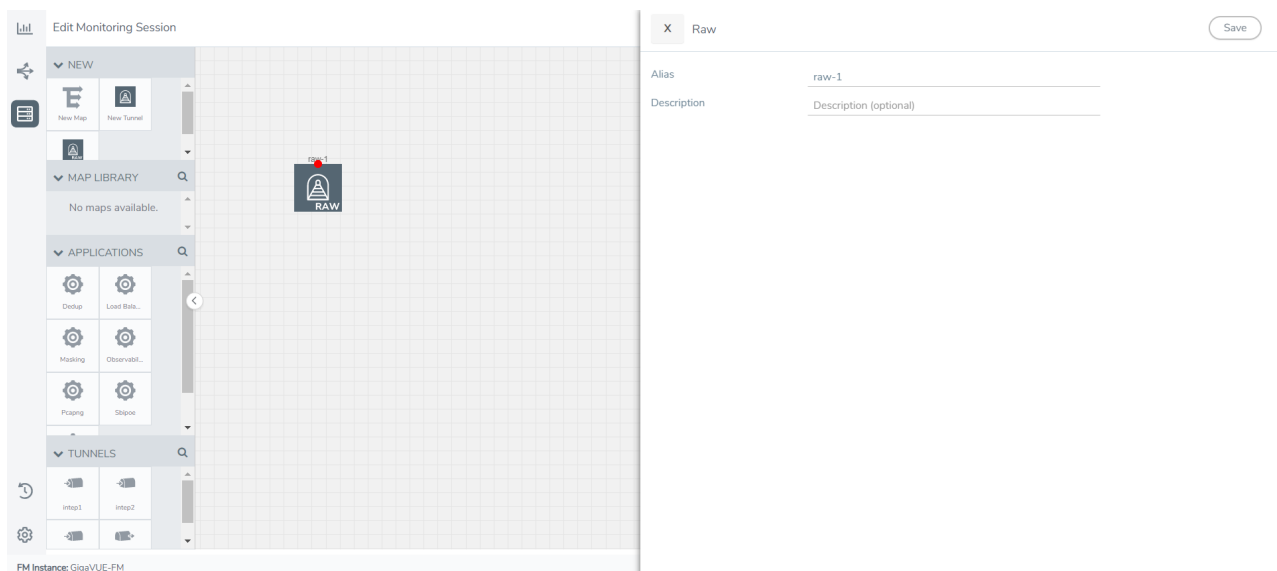 Edit Monitoring Session
NEW
New Map
New Tunnel
RAW
MAP LIBRARY
No maps available.
APPLICATIONS
Dedup
Load Bala...
Masking
Observabil...
Pcapng
Sbipoe
TUNNELS
intep1
intep2
FM Instance: GigaVUE-FM
raw-1
RAW
X
Raw
Save
Alias
raw-1
Description
Description (optional)